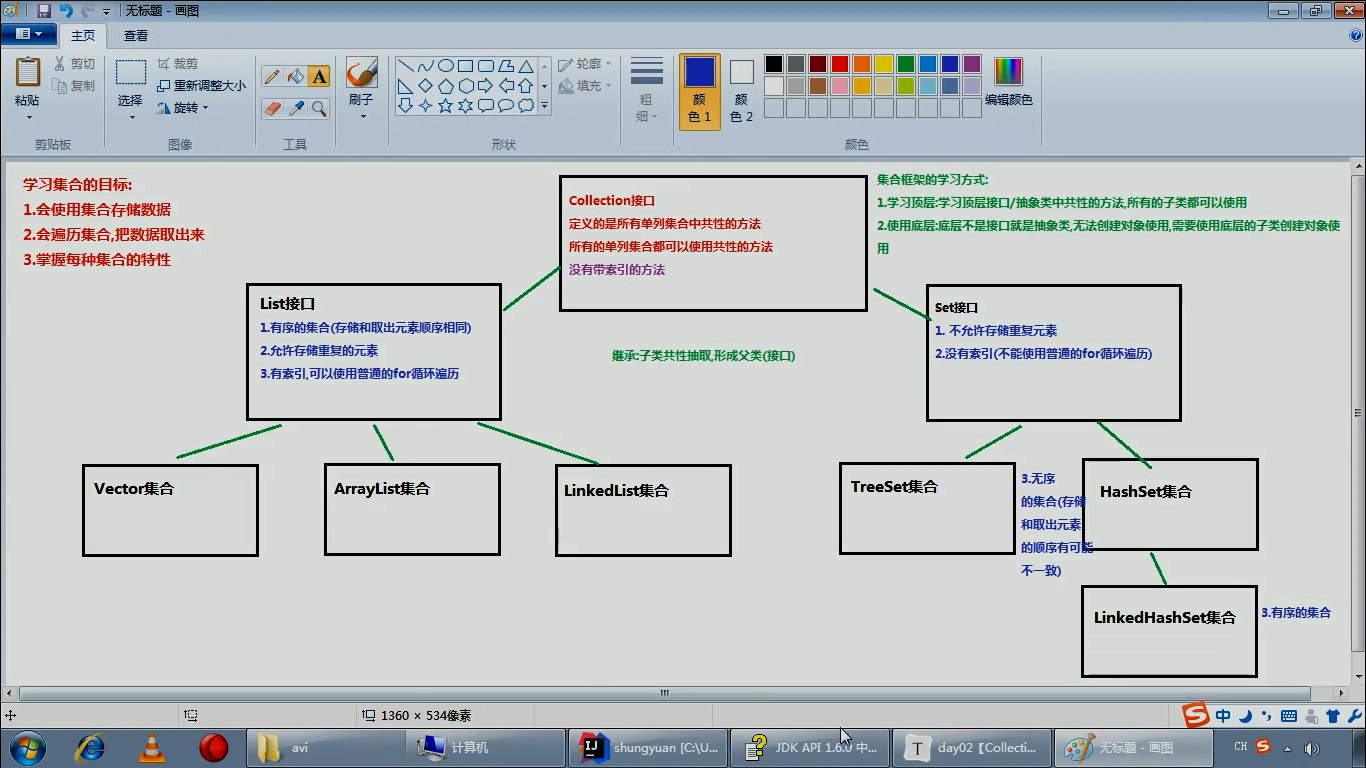 无标题 - 画图
主页
查看
粘贴
剪切
复制
剪贴板
选择
裁剪
重新调整大小
旋转
图像
A
工具
刷子
轮廓
填充
形状
粗
细
颜
色 1
颜
色 2
编辑颜色
颜色
学习集合的目标:
1.会使用集合存储数据
2.会遍历集合,把数据取出来
3.掌握每种集合的特性
Collection接口
定义的是所有单列集合中共性的方法
所有的单列集合都可以使用共性的方法
没有带索引的方法
集合框架的学习方式:
1.学习顶层:学习顶层接口/抽象类中共性的方法,所有的子类都可以使用
2.使用底层:底层不是接口就是抽象类,无法创建对象使用,需要使用底层的子类创建对象使
用
List接口
1.有序的集合(存储和取出元素顺序相同)
2.允许存储重复的元素
3.有索引,可以使用普通的for循环遍历
继承:子类共性抽取,形成父类(接口)
Set接口
1. 不允许存储重复元素
2.没有索引(不能使用普通的for循环遍历)
Vector集合
ArrayList集合
LinkedList集合
TreeSet集合
3.无序
的集合(存储
和取出元素
的顺序有可能
不一致)
HashSet集合
LinkedHashSet集合
3.有序的集合
1360 × 534像素
中
avi
计算机
shungyuan [C:\U...
JDK API 1.6.0 中...
day02【Collecti...
无标题 - 画图
CH